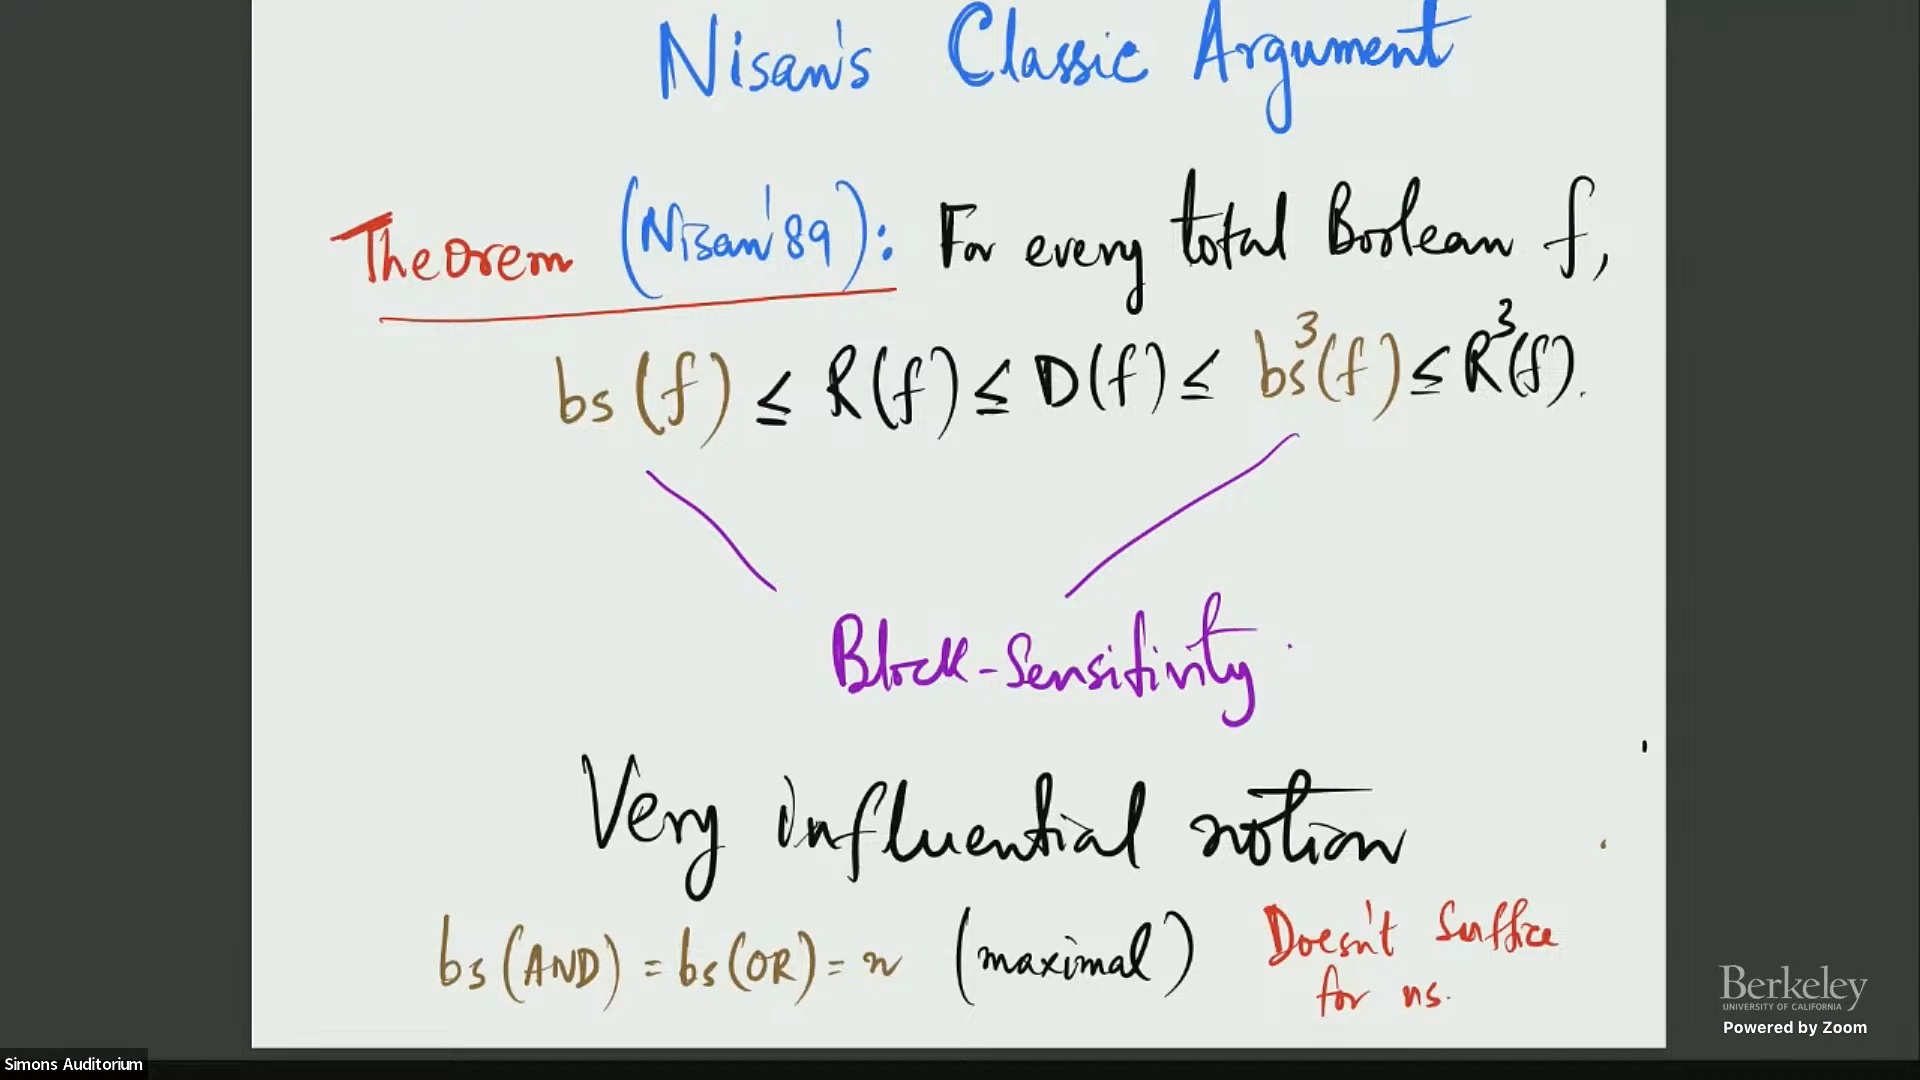 Nisan's Classic Argument
Theorem (Nisan'89): For every total Boolean f,
bs(f) ≤ R(f) ≤ D(f) ≤ bs³(f) ≤ R³(f).
Block-Sensitivity
Very influential notion
bs(AND) = bs(OR) = n (maximal) Doesn't Suffice
for us.
Berkeley
UNIVERSITY OF CALIFORNIA
Powered by Zoom
Simons Auditorium